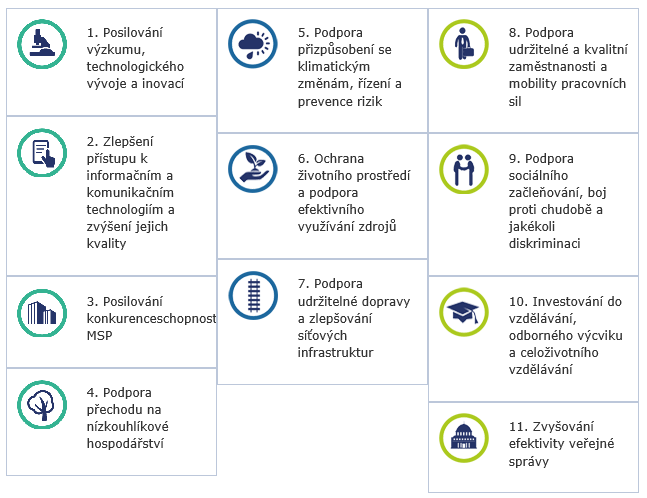 1. Posilování
výzkumu,
technologického
vývoje a inovací
2. Zlepšení
přístupu k
informačním a
komunikačním
technologiím a
zvýšení jejich
kvality
3. Posilování
konkurenceschopnost
MSP
4. Podpora
přechodu na
nízkouhlíkové
hospodářství
5. Podpora
přizpůsobení se
klimatickým
změnám, řízení a
prevence rizik
6. Ochrana
životního prostředí
a podpora
efektivního
využívání zdrojů
7. Podpora
udržitelné dopravy
a zlepšování
síťových
infrastruktur
8. Podpora
udržitelné a kvalitní
zaměstnanosti a
mobility pracovních
sil
9. Podpora
sociálního
začleňování, boj
proti chudobě a
jakékoli
diskriminaci
10. Investování do
vzdělávání,
odborného výcviku
a celoživotního
vzdělávání
11. Zvyšování
efektivity veřejné
správy